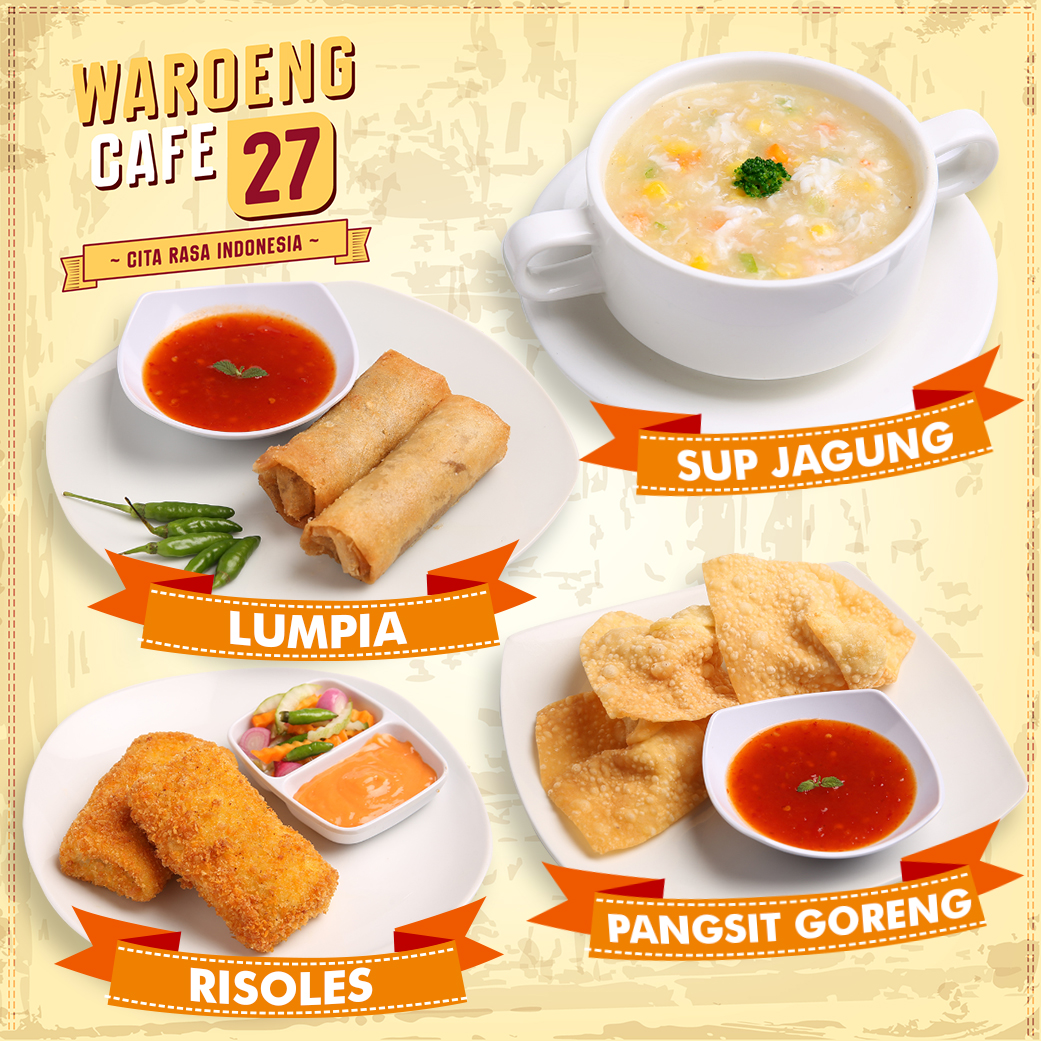 WAROENG
CAFE 27
~ CITA RASA INDONESIA ~
SUP JAGUNG
LUMPIA
PANGSIT GORENG
RISOLES